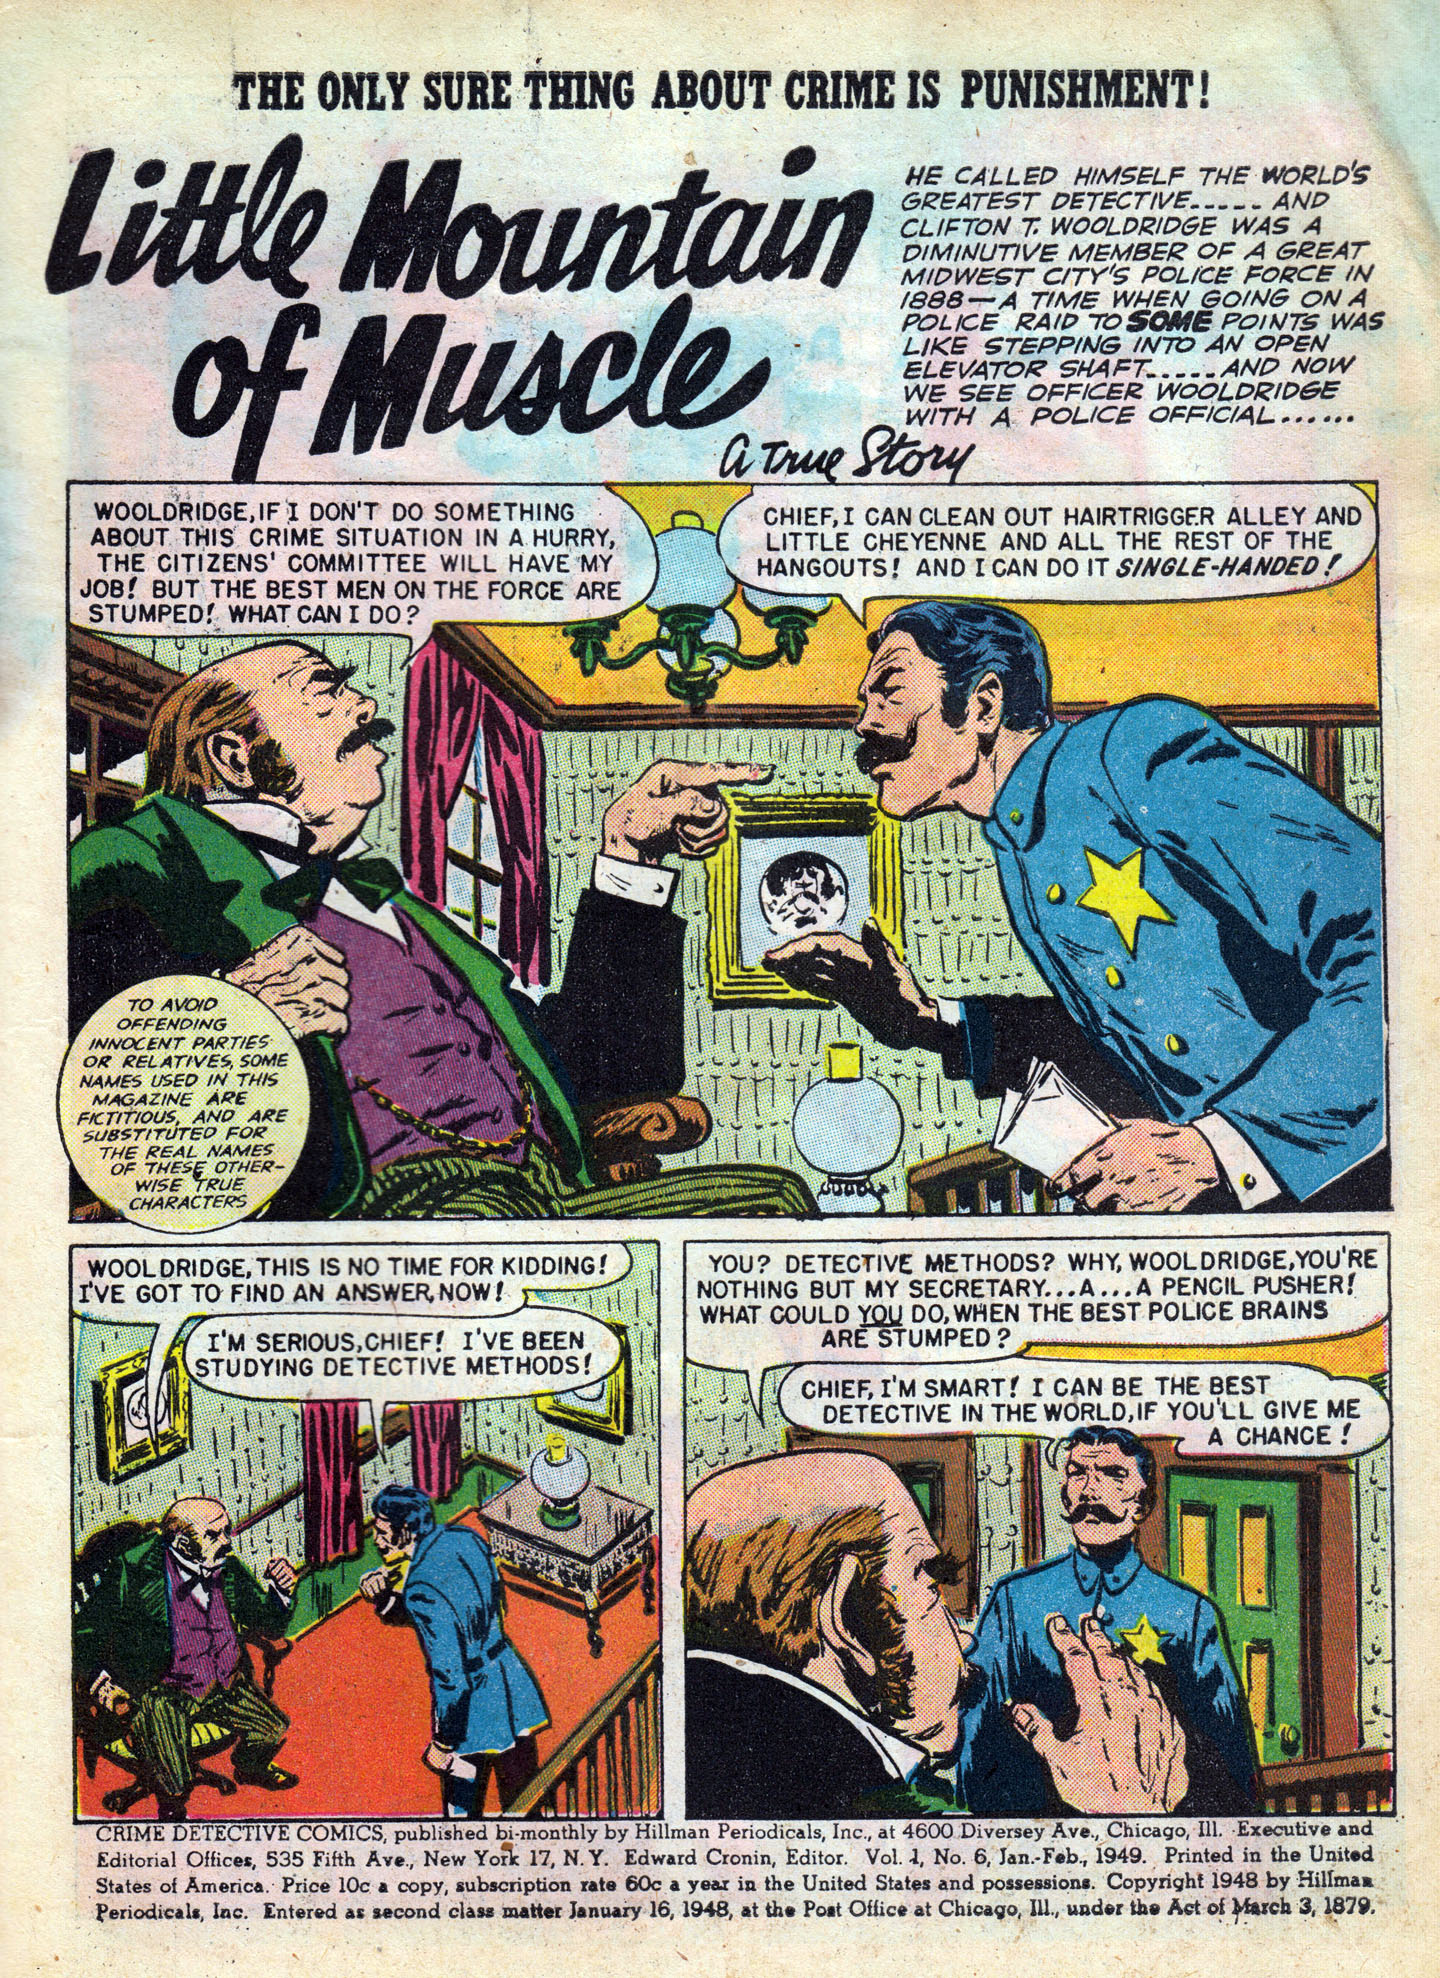 THE ONLY SURE THING ABOUT CRIME IS PUNISHMENT!
Little Mountain
of Muscle
A True Story
HE CALLED HIMSELF THE WORLD'S
GREATEST DETECTIVE..... AND
CLIFTON T. WOOLDRIDGE WAS A
DIMINUTIVE MEMBER OF A GREAT
MIDWEST CITY'S POLICE FORCE IN
1888—A TIME WHEN GOING ON A
POLICE RAID TO SOME POINTS WAS
LIKE STEPPING INTO AN OPEN
ELEVATOR SHAFT.....AND NOW
WE SEE OFFICER WOOLDRIDGE
WITH A POLICE OFFICIAL......
WOOLDRIDGE, IF I DON'T DO SOMETHING
ABOUT THIS CRIME SITUATION IN A HURRY,
THE CITIZENS' COMMITTEE WILL HAVE MY
JOB! BUT THE BEST MEN ON THE FORCE ARE
STUMPED! WHAT CAN I DO?
CHIEF, I CAN CLEAN OUT HAIRTRIGGER ALLEY AND
LITTLE CHEYENNE AND ALL THE REST OF THE
HANGOUTS! AND I CAN DO IT SINGLE-HANDED!
TO AVOID
OFFENDING
INNOCENT PARTIES
OR RELATIVES, SOME
NAMES USED IN THIS
MAGAZINE ARE
FICTITIOUS, AND ARE
SUBSTITUTED FOR
THE REAL NAMES
OF THESE OTHER-
WISE TRUE
CHARACTERS
WOOLDRIDGE, THIS IS NO TIME FOR KIDDING!
I'VE GOT TO FIND AN ANSWER, NOW!
I'M SERIOUS, CHIEF! I'VE BEEN
STUDYING DETECTIVE METHODS!
YOU? DETECTIVE METHODS? WHY, WOOLDRIDGE, YOU'RE
NOTHING BUT MY SECRETARY...A...A PENCIL PUSHER!
WHAT COULD YOU DO, WHEN THE BEST POLICE BRAINS
ARE STUMPED?
CHIEF, I'M SMART! I CAN BE THE BEST
DETECTIVE IN THE WORLD, IF YOU'LL GIVE ME
A CHANCE!
CRIME DETECTIVE COMICS, published bi-monthly by Hillman Periodicals, Inc., at 4600 Diversey Ave., Chicago, Ill. Executive and
Editorial Offices, 535 Fifth Ave., New York 17, N. Y. Edward Cronin, Editor. Vol. 1, No. 6, Jan.-Feb., 1949. Printed in the United
States of America. Price 10c a copy, subscription rate 60c a year in the United States and possessions. Copyright 1948 by Hillman
Periodicals, Inc. Entered as second class matter January 16, 1948, at the Post Office at Chicago, Ill., under the Act of March 3, 1879.